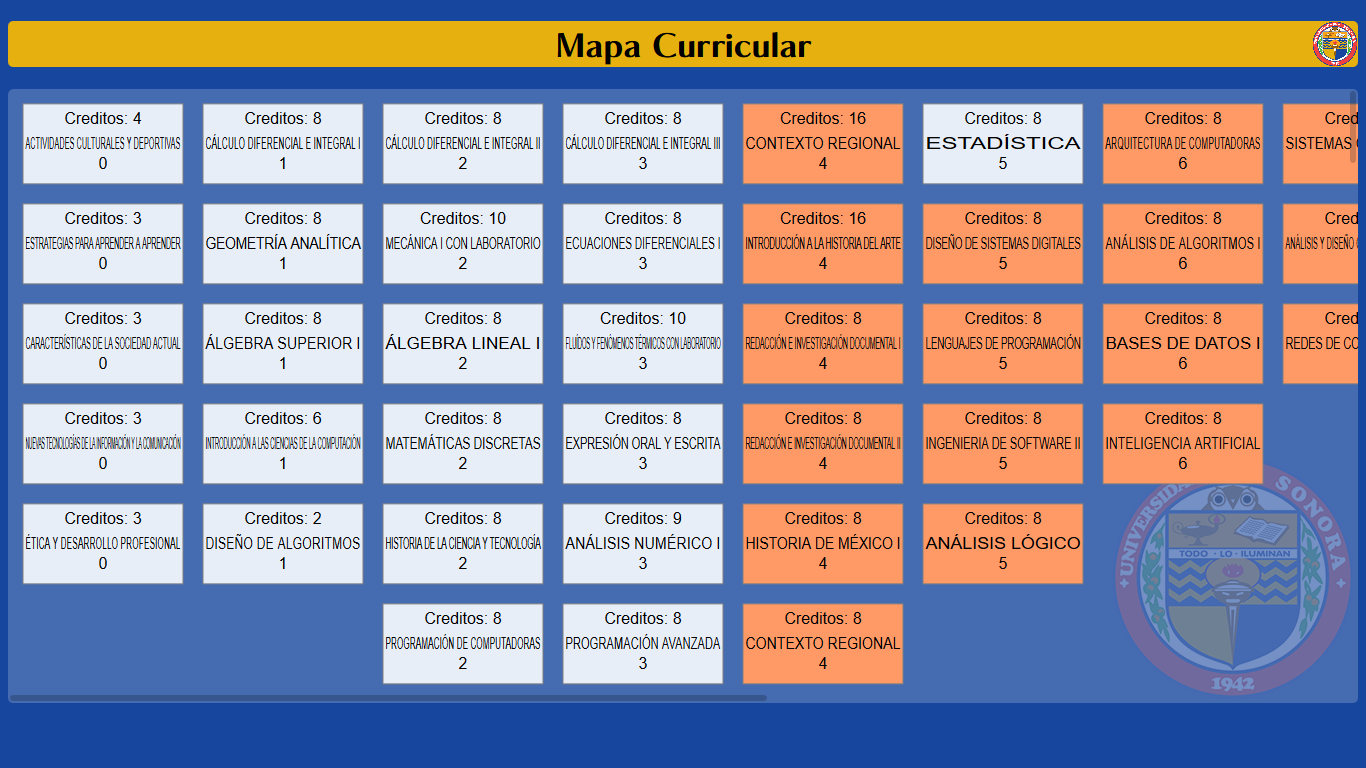 Mapa Curricular
Creditos: 4
ACTIVIDADES CULTURALES Y DEPORTIVAS
0
Creditos: 8
CÁLCULO DIFERENCIAL E INTEGRAL I
1
Creditos: 8
CÁLCULO DIFERENCIAL E INTEGRAL II
2
Creditos: 8
CÁLCULO DIFERENCIAL E INTEGRAL III
3
Creditos: 16
CONTEXTO REGIONAL
4
Creditos: 8
ESTADÍSTICA
5
Creditos: 8
ARQUITECTURA DE COMPUTADORAS
6
Cred
SISTEMAS
Creditos: 3
ESTRATEGIAS PARA APRENDER A APRENDER
0
Creditos: 8
GEOMETRÍA ANALÍTICA
1
Creditos: 10
MECÁNICA I CON LABORATORIO
2
Creditos: 8
ECUACIONES DIFERENCIALES I
3
Creditos: 16
INTRODUCCIÓN A LA HISTORIA DEL ARTE
4
Creditos: 8
DISEÑO DE SISTEMAS DIGITALES
5
Creditos: 8
ANÁLISIS DE ALGORITMOS I
6
Cred
ANÁLISIS Y DISEÑO
Creditos: 3
CARACTERÍSTICAS DE LA SOCIEDAD ACTUAL
0
Creditos: 8
ÁLGEBRA SUPERIOR I
1
Creditos: 8
ÁLGEBRA LINEAL I
2
Creditos: 10
FLUÍDOS Y FENÓMENOS TÉRMICOS CON LABORATORIO
3
Creditos: 8
REDACCIÓN E INVESTIGACIÓN DOCUMENTAL I
4
Creditos: 8
LENGUAJES DE PROGRAMACIÓN
5
Creditos: 8
BASES DE DATOS I
6
Cred
REDES DE CO
Creditos: 3
NUEVAS TECNOLOGÍAS DE LA INFORMACIÓN Y LA COMUNICACIÓN
0
Creditos: 6
INTRODUCCIÓN A LAS CIENCIAS DE LA COMPUTACIÓN
1
Creditos: 8
MATEMÁTICAS DISCRETAS
2
Creditos: 8
EXPRESIÓN ORAL Y ESCRITA
3
Creditos: 8
REDACCIÓN E INVESTIGACIÓN DOCUMENTAL II
4
Creditos: 8
INGENIERIA DE SOFTWARE II
5
Creditos: 8
INTELIGENCIA ARTIFICIAL
6
Creditos: 3
ÉTICA Y DESARROLLO PROFESIONAL
0
Creditos: 2
DISEÑO DE ALGORITMOS
1
Creditos: 8
HISTORIA DE LA CIENCIA Y TECNOLOGÍA
2
Creditos: 9
ANÁLISIS NUMÉRICO I
3
Creditos: 8
HISTORIA DE MÉXICO I
4
Creditos: 8
ANÁLISIS LÓGICO
5
Creditos: 8
PROGRAMACIÓN DE COMPUTADORAS
2
Creditos: 8
PROGRAMACIÓN AVANZADA
3
Creditos: 8
CONTEXTO REGIONAL
4
UNIVERSIDA SONORA
TODO · LO · ILUMINAN
1942